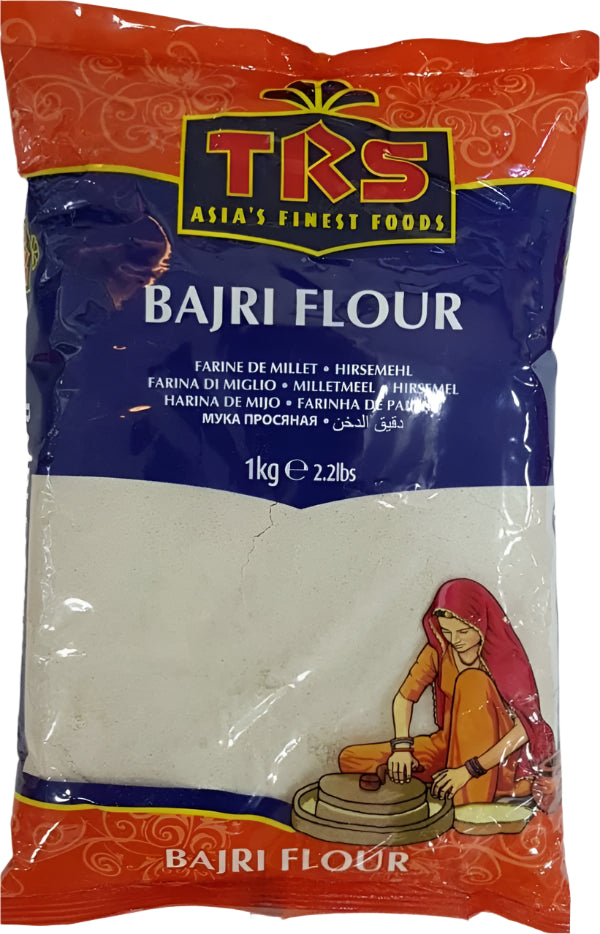 TRS
ASIA'S FINEST FOODS
BAJRI FLOUR
FARINE DE MILLET • HIRSEMEHL
FARINA DI MIGLIO • MILLETMEEL • HIRSEMEL
HARINA DE MIJO • FARINHA DE
МУКА ПРОСЯНАЯ • دقيق الدخن
1kg ℮ 2.2lbs
BAJRI FLOUR